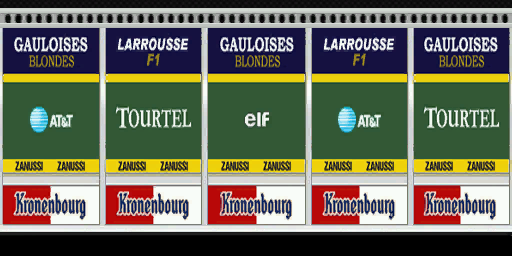 GAULOISES
BLONDES
AT&T
ZANUSSI ZANUSSI
Kronenbourg
LARROUSSE
F1
TOURTEL
ZANUSSI ZANUSSI
Kronenbourg
GAULOISES
BLONDES
elf
ZANUSSI ZANUSSI
Kronenbourg
LARROUSSE
F1
AT&T
ZANUSSI ZANUSSI
Kronenbourg
GAULOISES
BLONDES
TOURTEL
ZANUSSI ZANUSSI
Kronenbourg